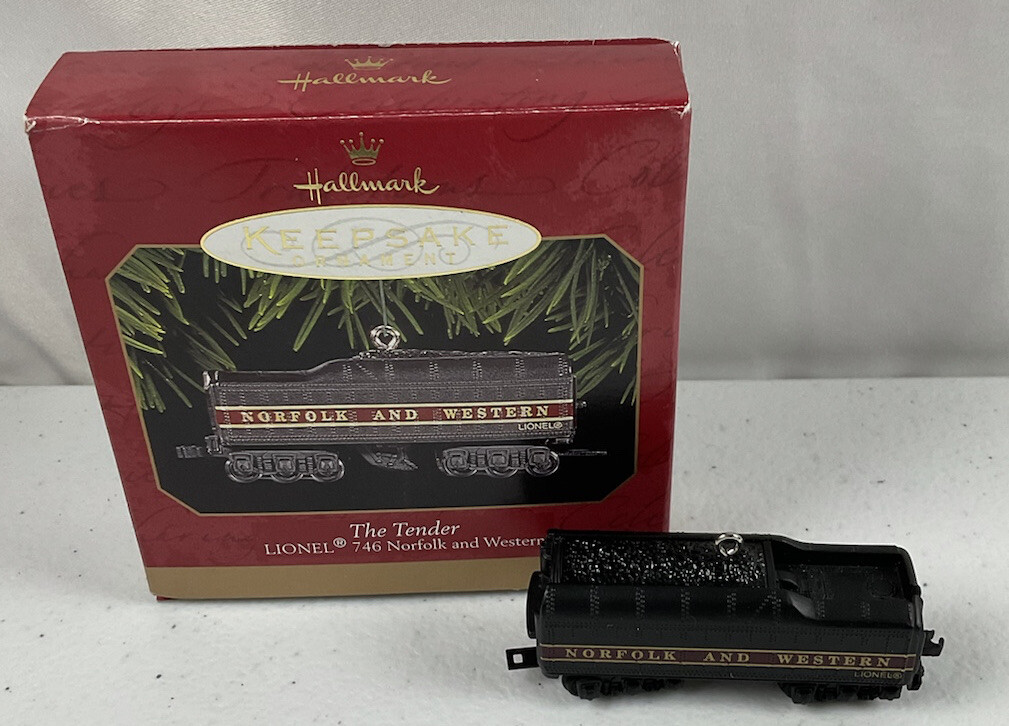 Hallmark
Hallmark
KEEPSAKE
ORNAMENT
NORFOLK AND WESTERN
LIONEL®
The Tender
LIONEL® 746 Norfolk and Western
NORFOLK AND WESTERN
LIONEL®